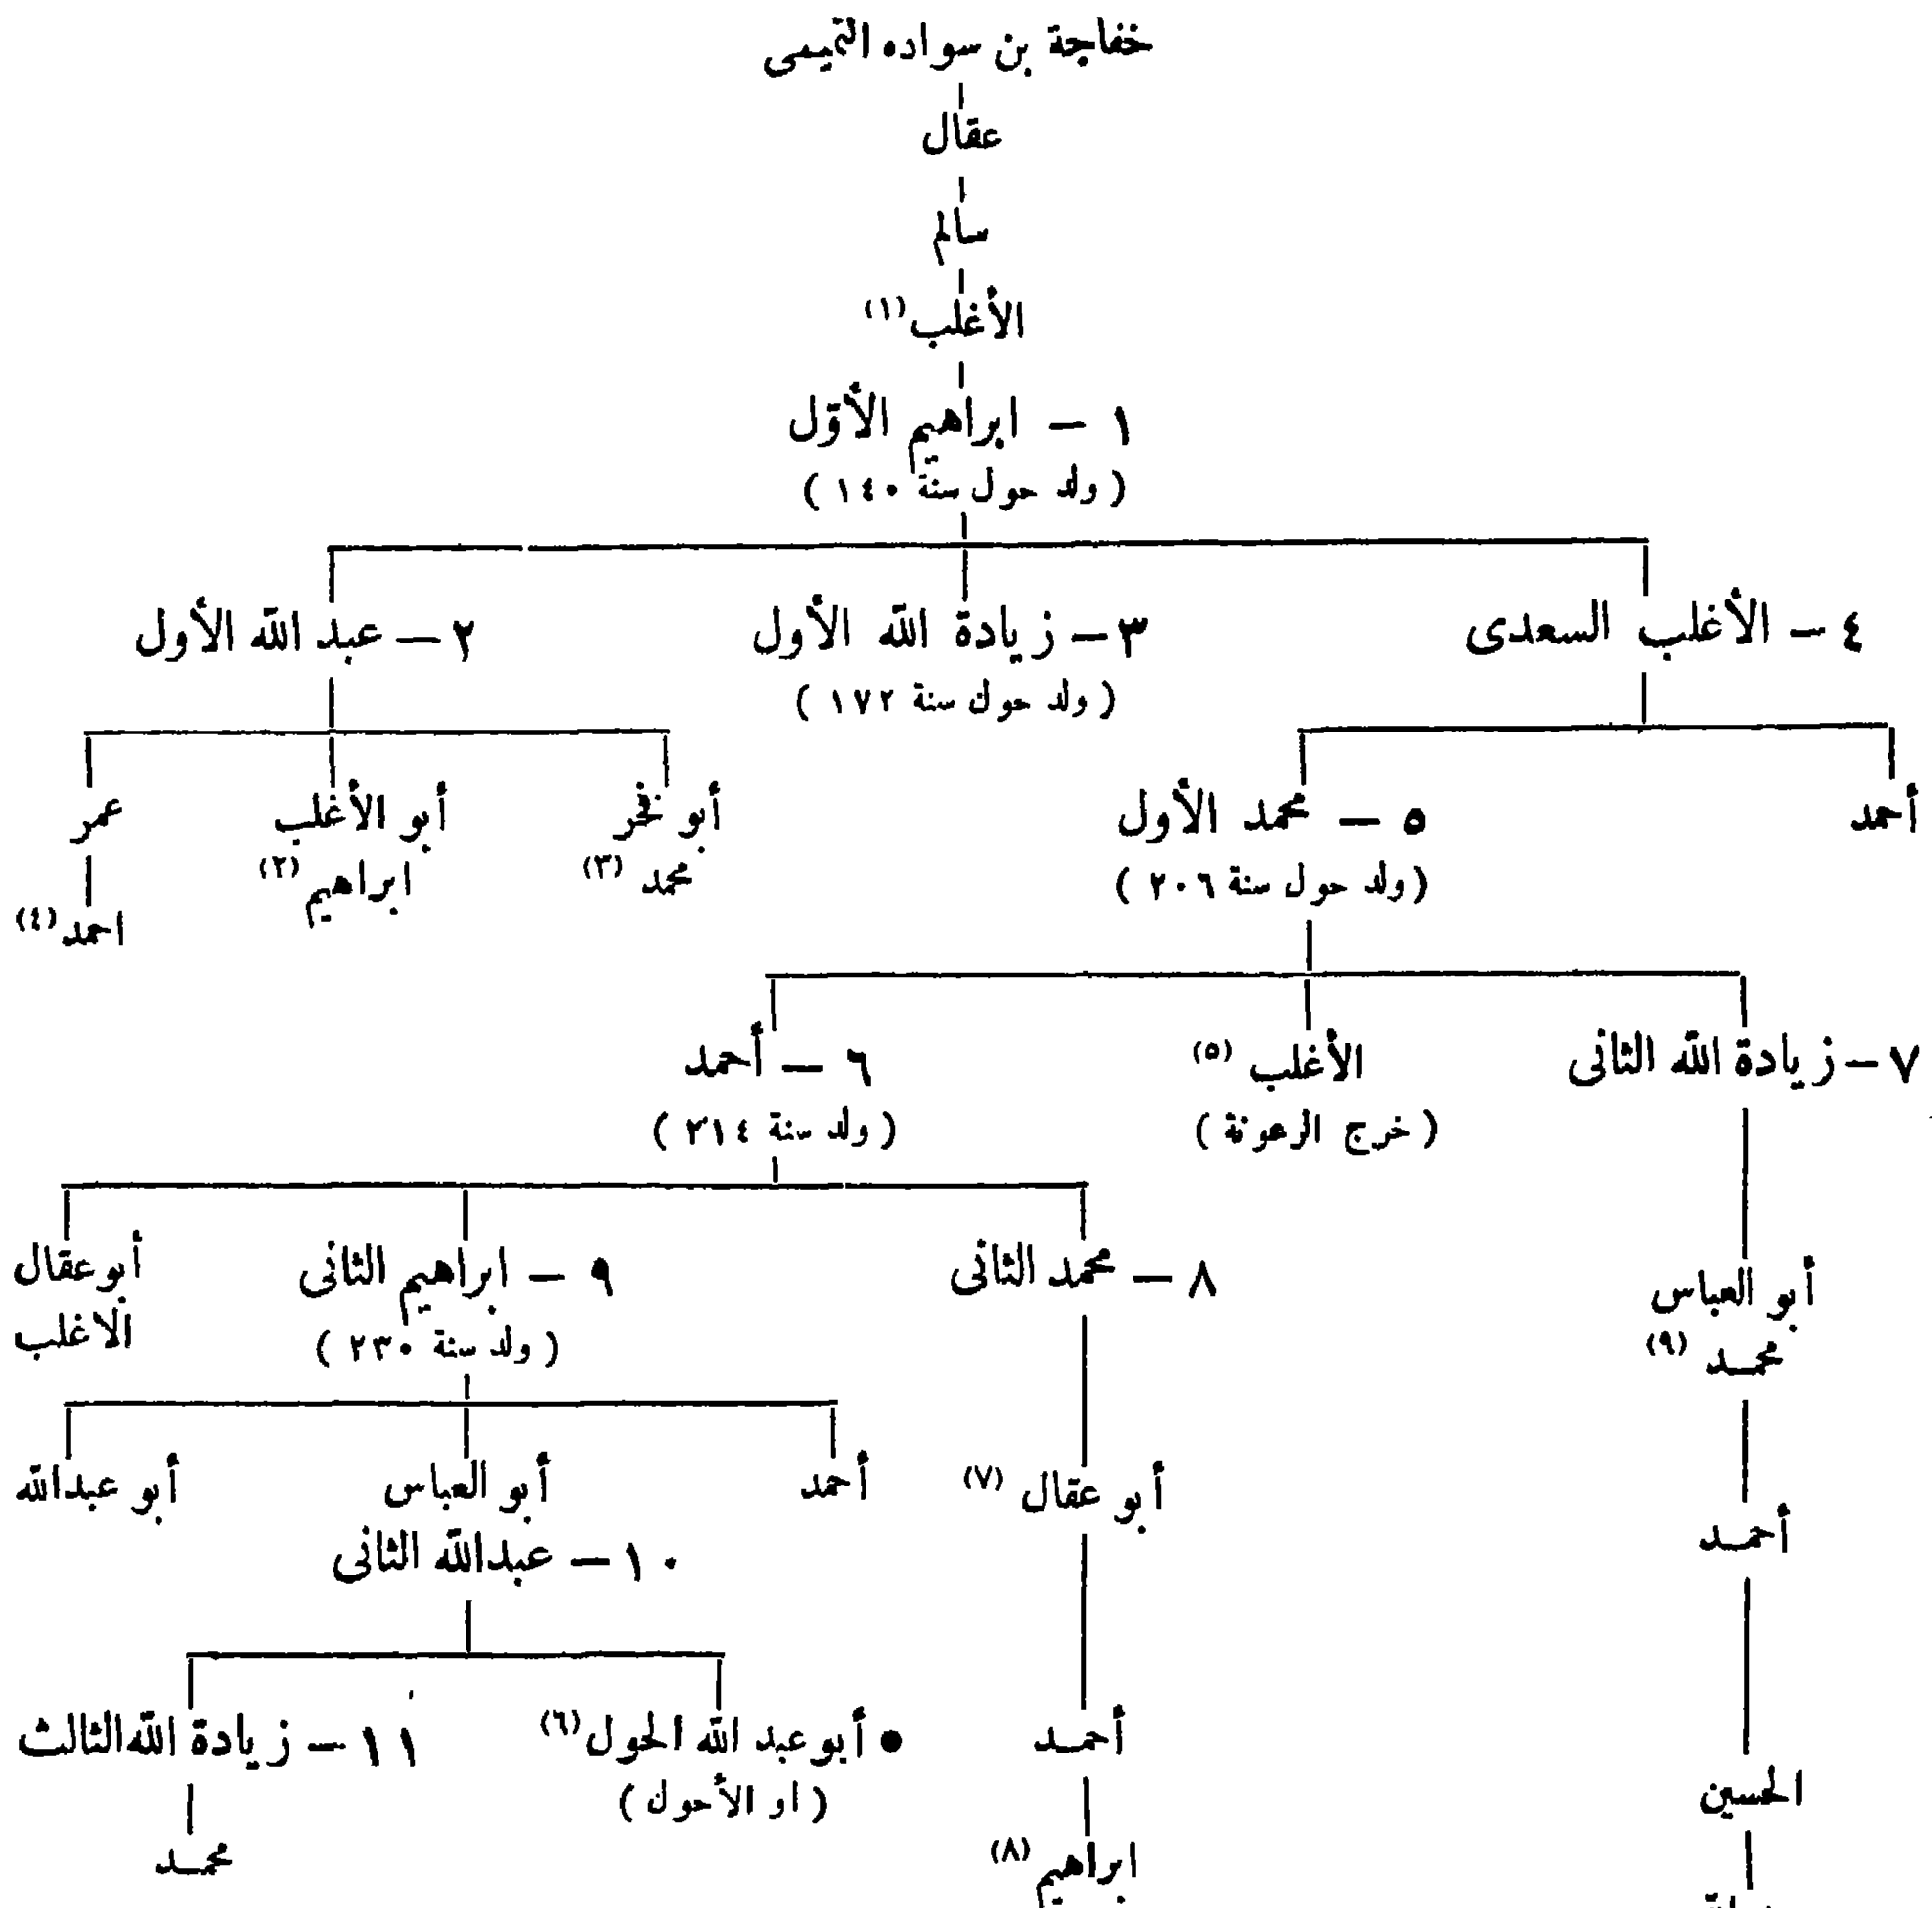 خفاجة بن سواده التميمى
عقال
سالم
الأغلب (١)
١ – ابراهيم الأوّل
( ولد حول سنة ١٤٠ )
٤ – الأغلب السعدى
٣ – زيادة الله الأول
٢ – عبد الله الأول
( ولد حول سنة ١٧٢ )
أحمد
٥ – محمد الأول
أبو فخر
أبو الأغلب
عمر
( ولد حول سنة ٢٠٦ )
محمد (٣)
ابراهيم (٢)
احمد (٤)
٧ – زيادة الله الثانى
الأغلب (٥)
٦ – أحمد
( خرج الرعونة )
( ولد سنة ٢١٤ )
أبو العباس
٨ – محمد الثانى
٩ – ابراهيم الثانى
أبو عقال
محمد (٩)
( ولد سنة ٢٣٠ )
الأغلب
أبو عقال (٧)
أحمد
أبو العباس
أبو عبدالله
أحمد
١٠ – عبدالله الثانى
أحمد
• أبو عبد الله الحول (٦)
١١ – زيادة الله الثالث
الحسين
( او الأحول )
ابراهيم (٨)
محمد